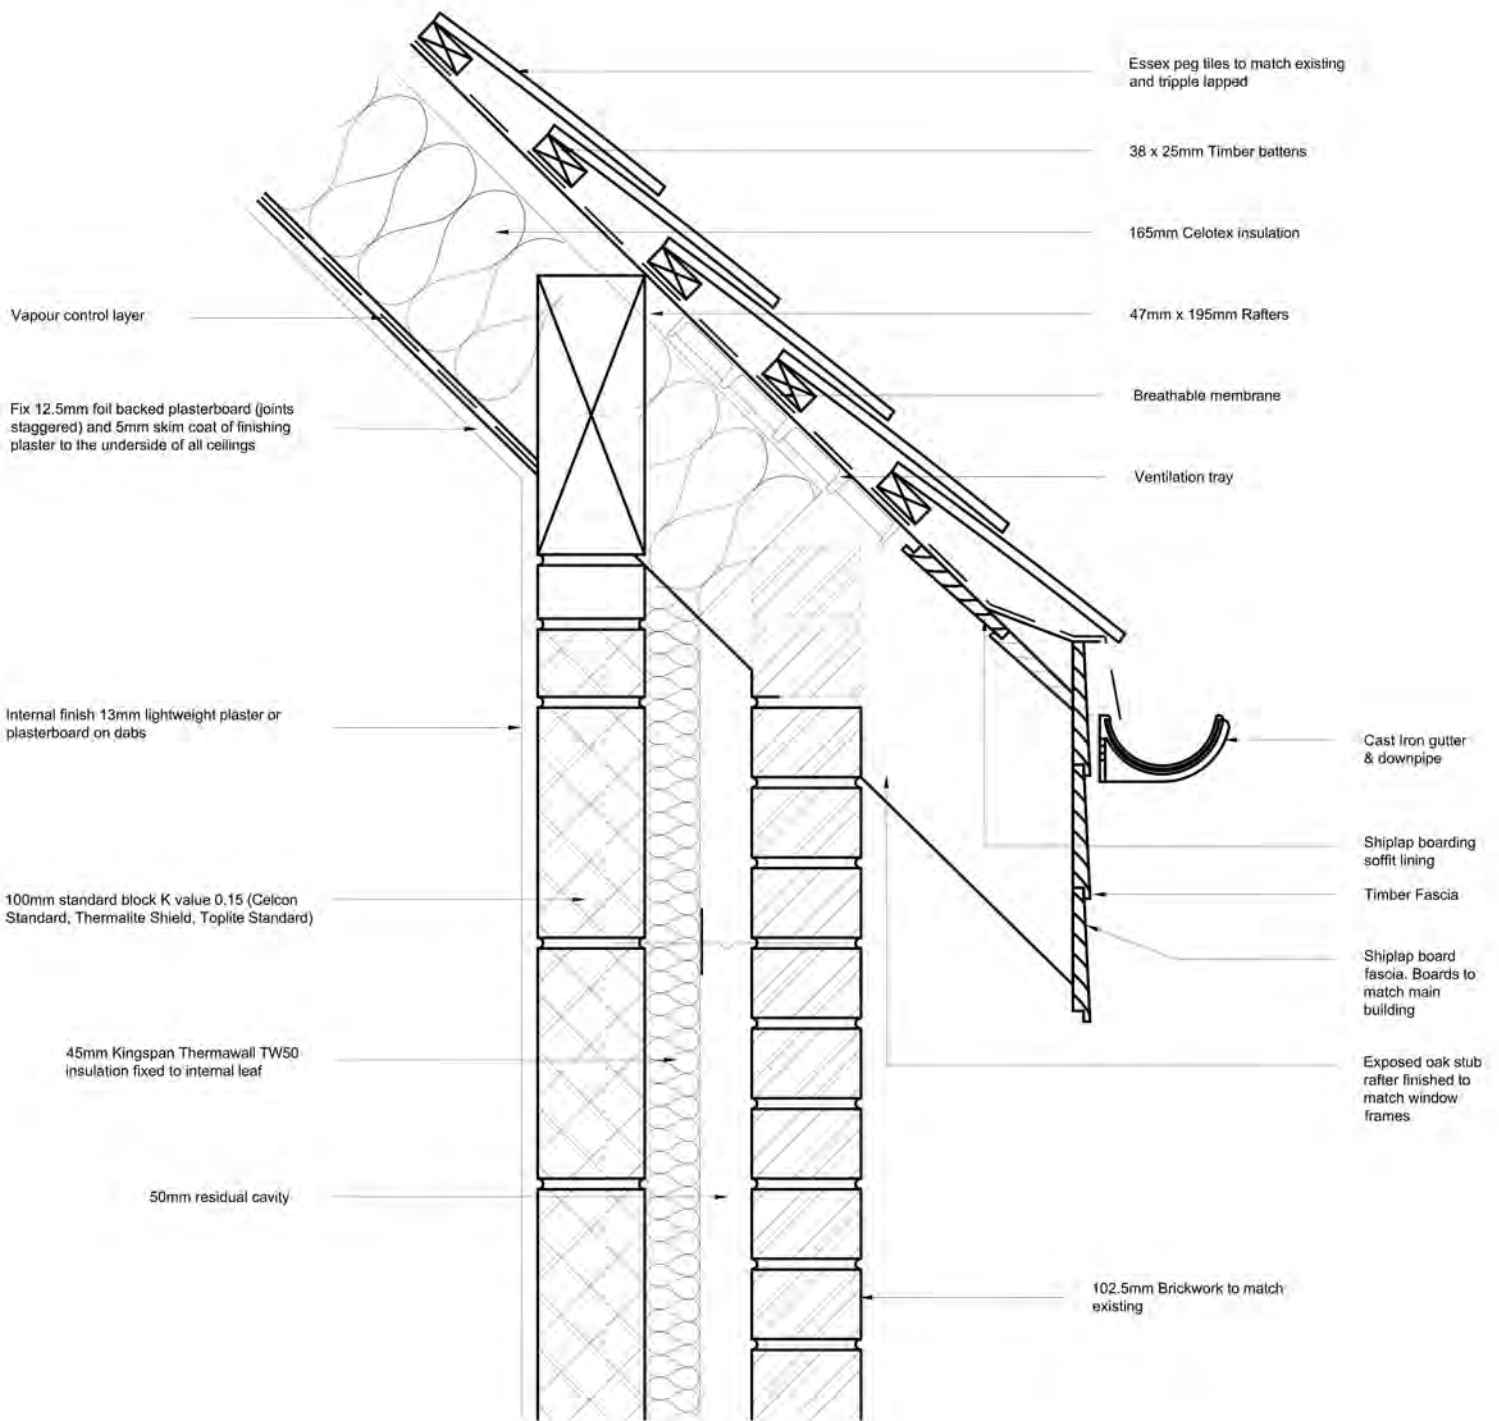 Essex peg tiles to match existing
and tripple lapped
38 x 25mm Timber battens
165mm Celotex insulation
47mm x 195mm Rafters
Breathable membrane
Ventilation tray
Vapour control layer
Fix 12.5mm foil backed plasterboard (joints
staggered) and 5mm skim coat of finishing
plaster to the underside of all ceilings
Internal finish 13mm lightweight plaster or
plasterboard on dabs
100mm standard block K value 0.15 (Celcon
Standard, Thermalite Shield, Toplite Standard)
45mm Kingspan Thermawall TW50
insulation fixed to internal leaf
50mm residual cavity
Cast Iron gutter
& downpipe
Shiplap boarding
soffit lining
Timber Fascia
Shiplap board
fascia. Boards to
match main
building
Exposed oak stub
rafter finished to
match window
frames
102.5mm Brickwork to match
existing